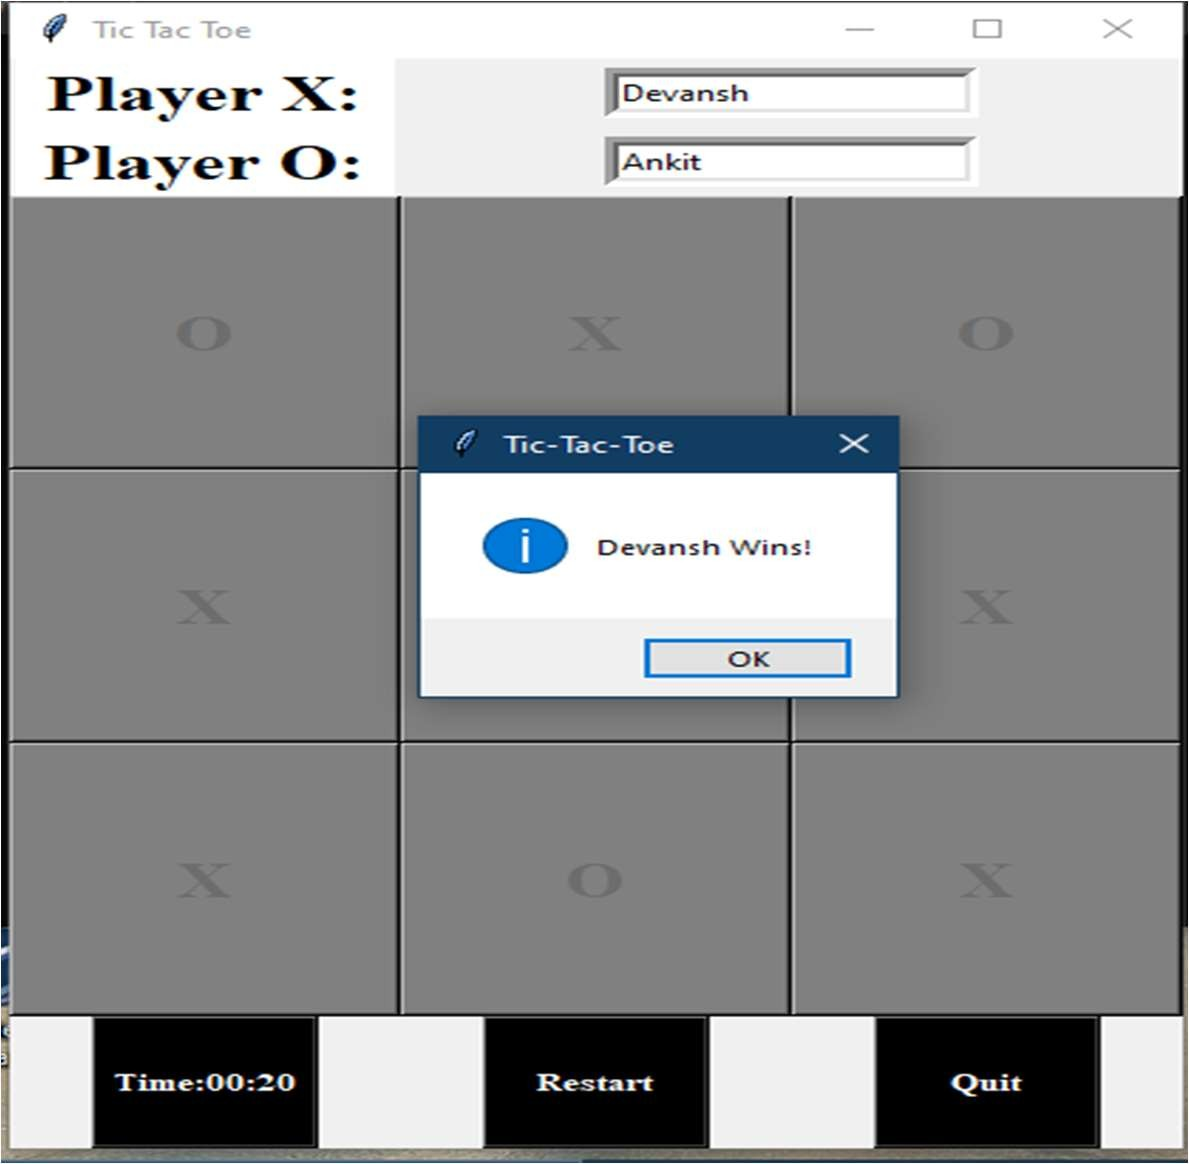 Tic Tac Toe
Player X: Devansh
Player O: Ankit
O X O
Tic-Tac-Toe
Devansh Wins!
X X
OK
X O X
Time:00:20 Restart Quit